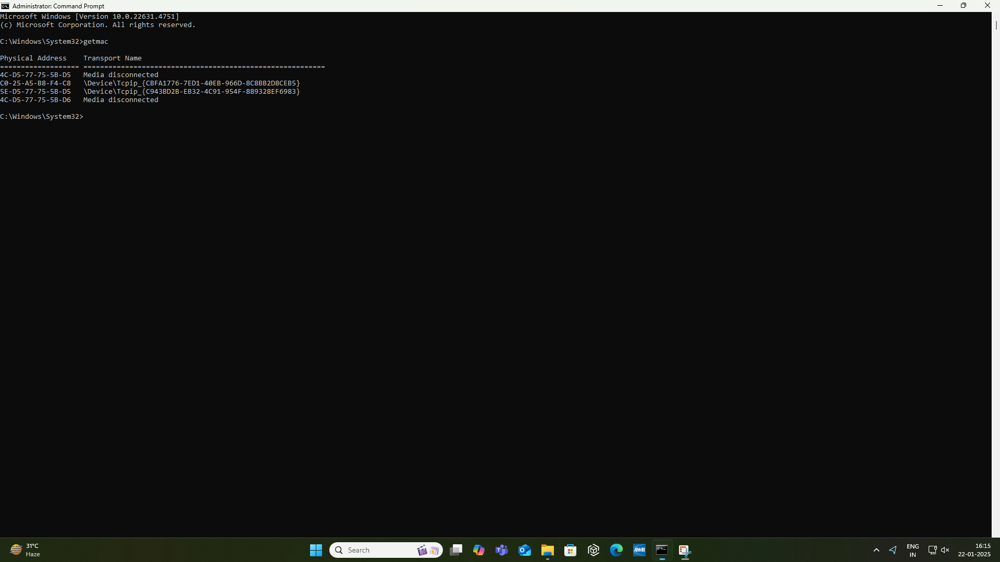 Administrator: Command Prompt
Microsoft Windows [Version 10.0.22631.4751]
(c) Microsoft Corporation. All rights reserved.
C:\Windows\System32>getmac
Physical Address    Transport Name
=================== ==========================================================
4C-D5-77-75-5B-D5   Media disconnected
C0-25-A5-B8-F4-C8   \Device\Tcpip_{CBFA1776-7ED1-40EB-966D-8C8BB2D8CEB5}
5E-D5-77-75-5B-D5   \Device\Tcpip_{C943BD2B-EB32-4C91-954F-889328EF6983}
4C-D5-77-75-5B-D6   Media disconnected
C:\Windows\System32>
31°C
Haze
Search
AWR
ENG
IN
16:15
22-01-2025